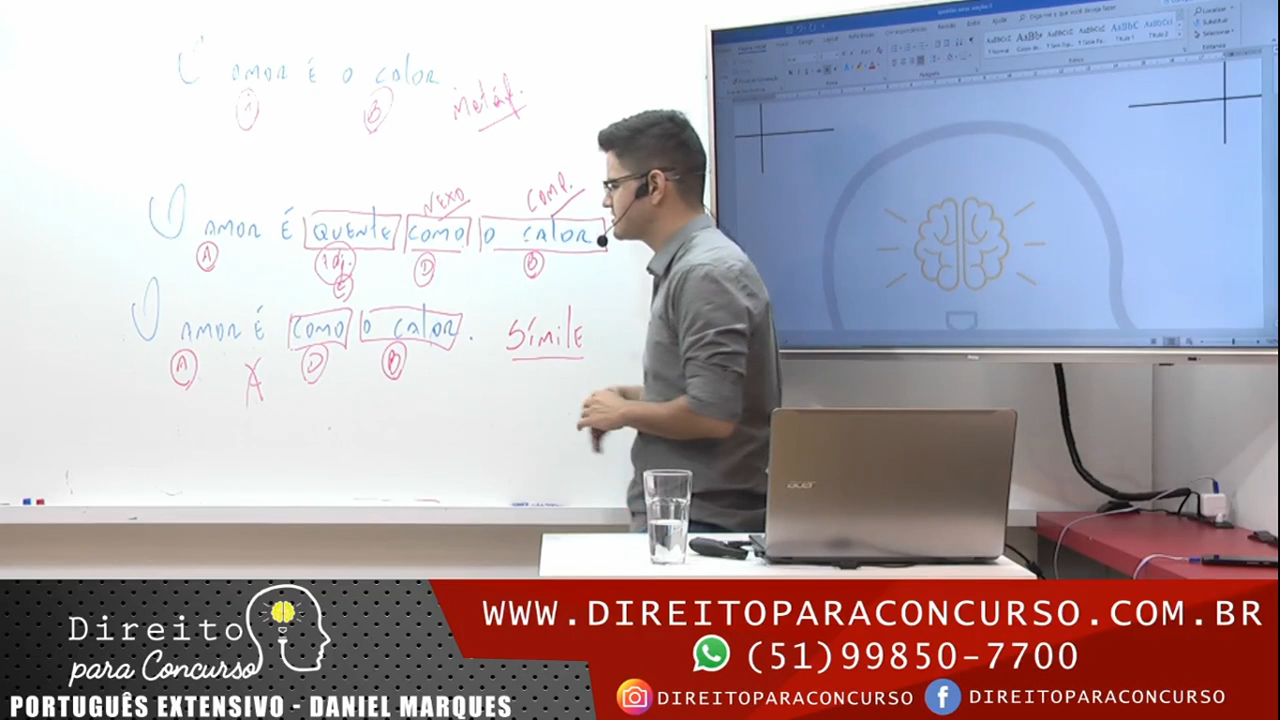 O AMOR É O CALOR
A B Metáf.
NEXO COMP.
O AMOR É QUENTE COMO O CALOR
A Adj. D B
C
O AMOR É COMO O CALOR. Símile
A D B
acer
Direito
para Concurso
PORTUGUÊS EXTENSIVO - DANIEL MARQUES
WWW.DIREITOPARACONCURSO.COM.BR
(51)99850-7700
DIREITOPARACONCURSO DIREITOPARACONCURSO